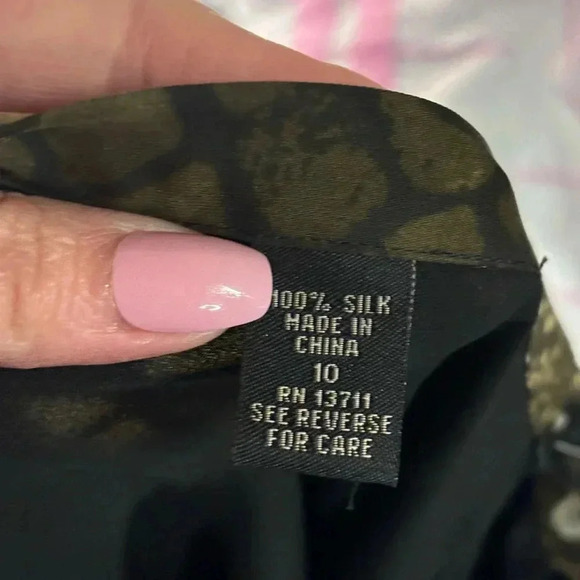 100% SILK
MADE IN
CHINA
10
RN 13711
SEE REVERSE
FOR CARE